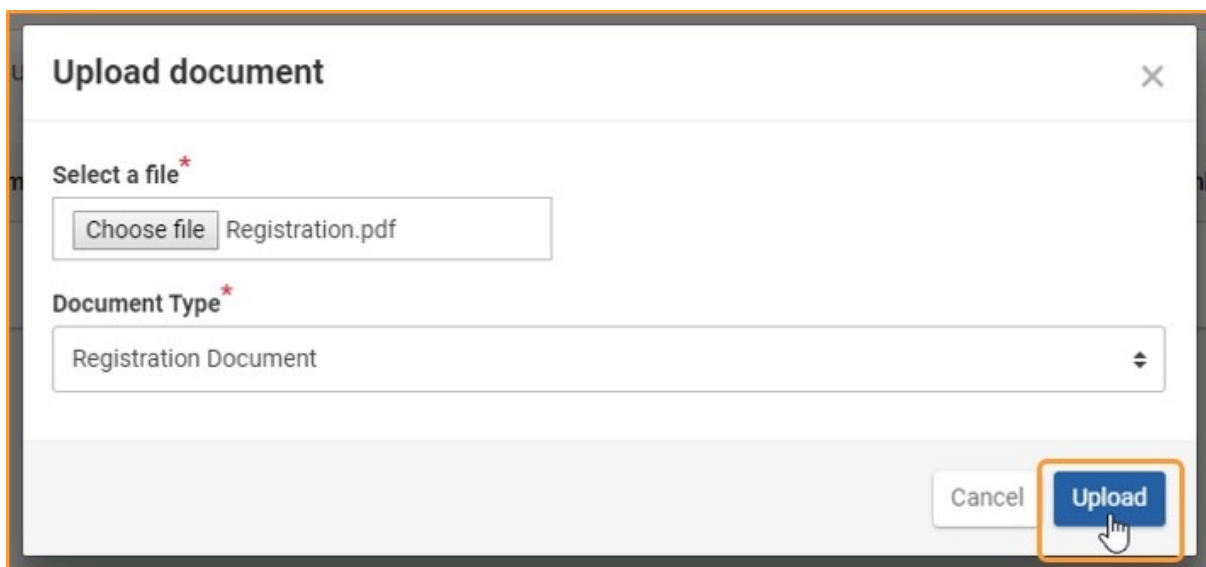 Upload document
Select a file*
Choose file Registration.pdf
Document Type*
Registration Document
Cancel Upload